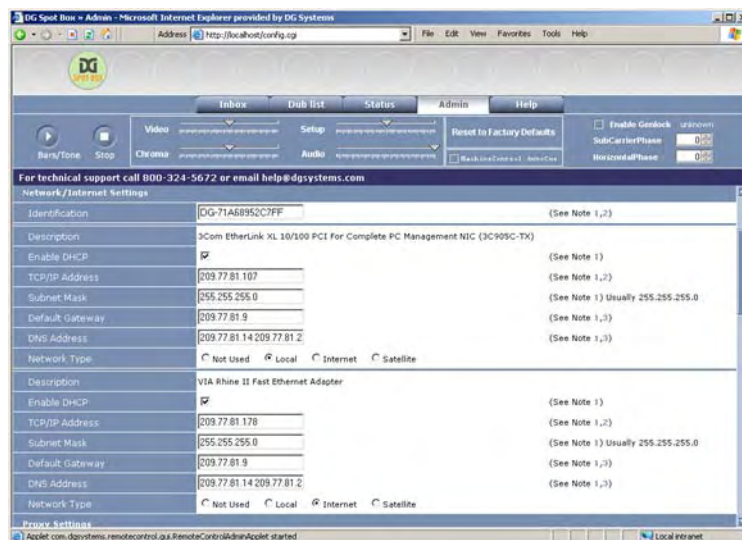 DG Spot Box » Admin - Microsoft Internet Explorer provided by DG Systems
Address http://localhost/config.cgi File Edit View Favorites Tools Help
DG
SPOT BOX
Inbox Dub list Status Admin Help
Bars/Tone Stop
Video Setup
Chroma Audio
Reset to Factory Defaults
Enable Genlock unknown
SubCarrierPhase 0
HorizontalPhase 0
For technical support call 800-324-5672 or email help@dgsystems.com
Network/Internet Settings
Identification DG-71A68952C7FF (See Note 1,2)
Description 3Com EtherLink XL 10/100 PCI For Complete PC Management NIC (3C905C-TX)
Enable DHCP (See Note 1)
TCP/IP Address 209.77.81.107 (See Note 1,2)
Subnet Mask 255.255.255.0 (See Note 1) Usually 255.255.255.0
Default Gateway 209.77.81.9 (See Note 1,3)
DNS Address 209.77.81.14 209.77.81.2 (See Note 1,3)
Network Type Not Used Local Internet Satellite
Description VIA Rhine II Fast Ethernet Adapter
Enable DHCP (See Note 1)
TCP/IP Address 209.77.81.178 (See Note 1,2)
Subnet Mask 255.255.255.0 (See Note 1) Usually 255.255.255.0
Default Gateway 209.77.81.9 (See Note 1,3)
DNS Address 209.77.81.14 209.77.81.2 (See Note 1,3)
Network Type Not Used Local Internet Satellite
Proxy Settings
Applet com.dgsystems.remotecontrol.gui.RemoteControlAdminApplet started Local intranet